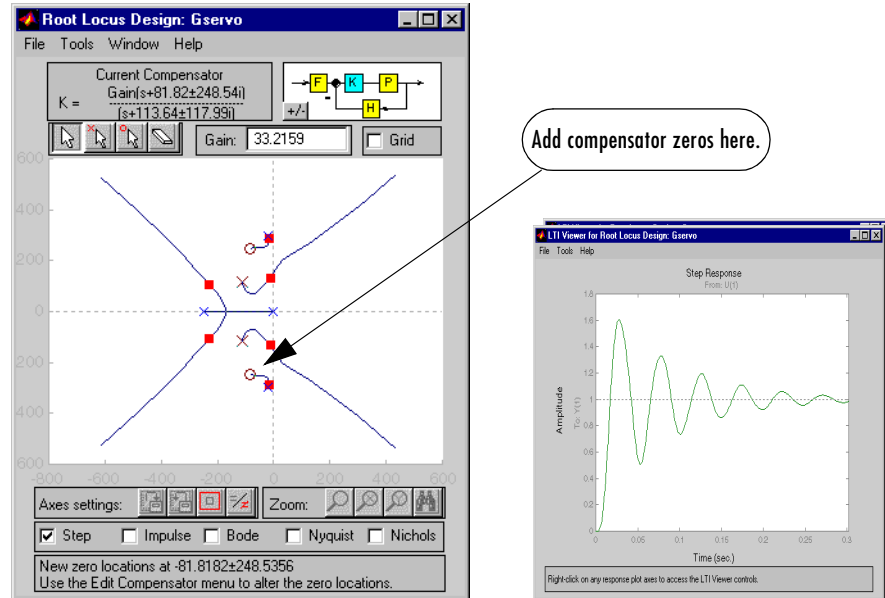 Root Locus Design: Gservo
File Tools Window Help
Current Compensator
K =
Gain(s+81.82±248.54i)
(s+113.64±117.99i)
F K P
H
-
+/-
Gain: 33.2159
Grid
600
400
200
0
-200
-400
-600
-800 -600 -400 -200 0 200 400 600
Axes settings:
Zoom:
Step Impulse Bode Nyquist Nichols
New zero locations at -81.8182±248.5356
Use the Edit Compensator menu to alter the zero locations.
Add compensator zeros here.
LTI Viewer for Root Locus Design: Gservo
File Tools Help
Step Response
From: U(1)
Amplitude
To: Y(1)
1.8
1.6
1.4
1.2
1
0.8
0.6
0.4
0.2
0
0 0.05 0.1 0.15 0.2 0.25 0.3
Time (sec.)
Right-click on any response plot axes to access the LTI Viewer controls.